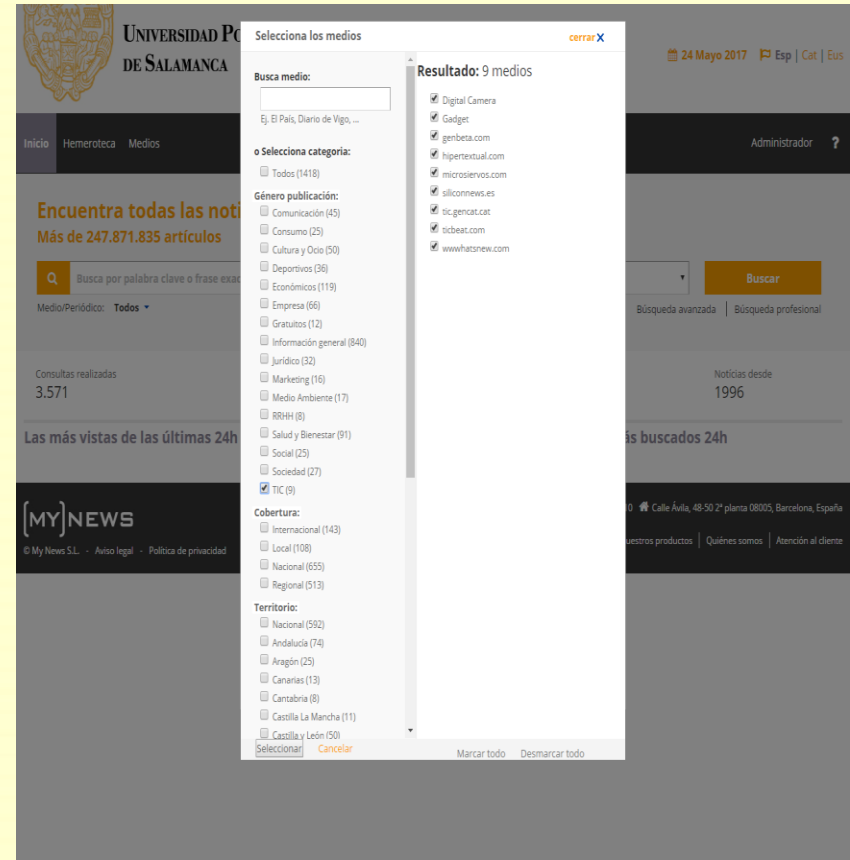 UNIVERSIDAD PO
DE SALAMANCA
24 Mayo 2017 Esp | Cat | Eus
Inicio Hemeroteca Medios
Administrador ?
Encuentra todas las noti
Más de 247.871.835 artículos
Busca por palabra clave o frase exac
Buscar
Medio/Periódico: Todos
Búsqueda avanzada | Búsqueda profesional
Consultas realizadas
3.571
Noticias desde
1996
Las más vistas de las últimas 24h
ás buscados 24h
[MY]NEWS
© My News S.L. - Aviso legal - Política de privacidad
10 Calle Ávila, 48-50 2ª planta 08005, Barcelona, España
uestros productos | Quiénes somos | Atención al cliente
Selecciona los medios
cerrar X
Busca medio:
Ej. El País, Diario de Vigo, ...
o Selecciona categoria:
Todos (1418)
Género publicación:
Comunicación (45)
Consumo (25)
Cultura y Ocio (50)
Deportivos (36)
Económicos (119)
Empresa (66)
Gratuitos (12)
Información general (840)
Jurídico (32)
Marketing (16)
Medio Ambiente (17)
RRHH (8)
Salud y Bienestar (91)
Social (25)
Sociedad (27)
TIC (9)
Cobertura:
Internacional (143)
Local (108)
Nacional (655)
Regional (513)
Territorio:
Nacional (592)
Andalucía (74)
Aragón (25)
Canarias (13)
Cantabria (8)
Castilla La Mancha (11)
Castilla y León (50)
Seleccionar Cancelar
Resultado: 9 medios
Digital Camera
Gadget
genbeta.com
hipertextual.com
microsiervos.com
siliconnews.es
tic.gencat.cat
ticbeat.com
wwwhatsnew.com
Marcar todo Desmarcar todo